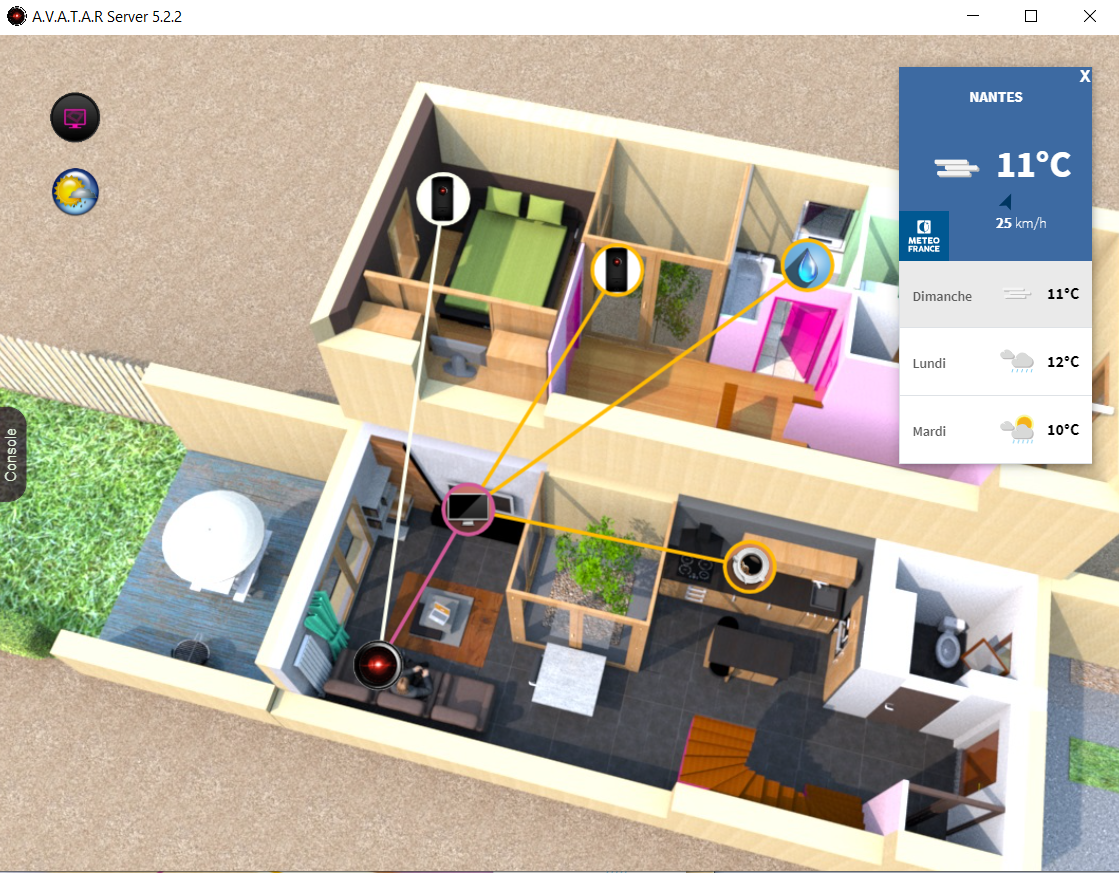 A.V.A.T.A.R Server 5.2.2
X
NANTES
11°C
25 km/h
METEO
FRANCE
Dimanche 11°C
Lundi 12°C
Mardi 10°C
Console